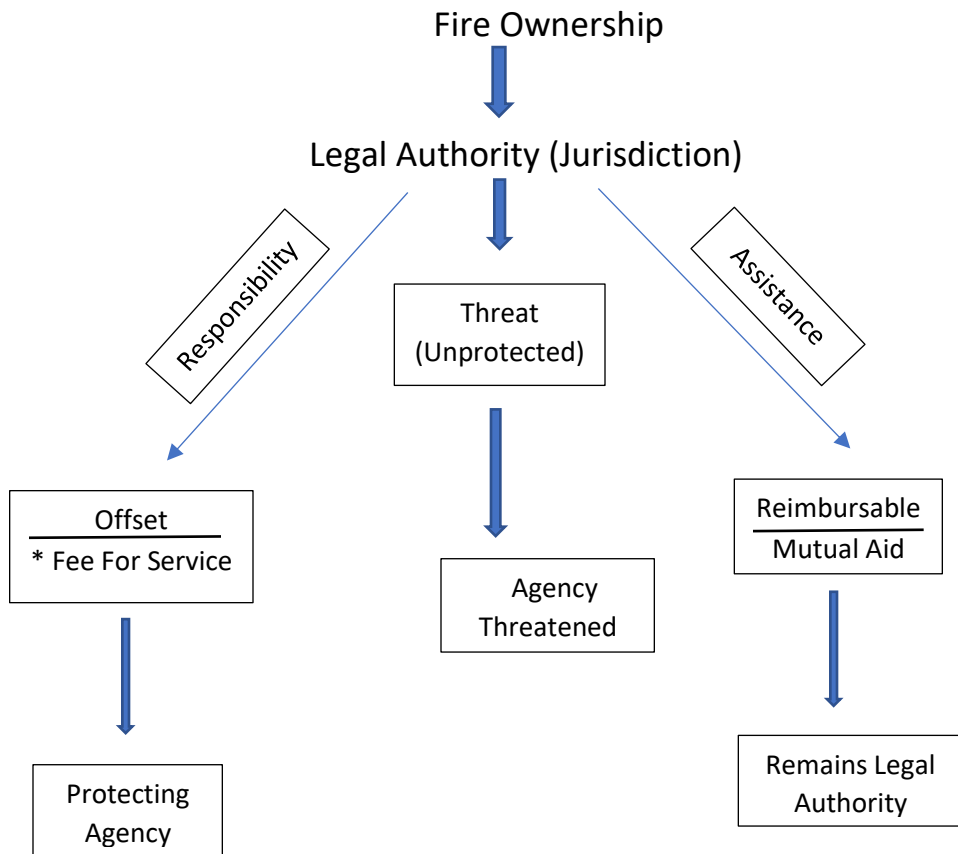 Fire Ownership
Legal Authority (Jurisdiction)
Responsibility
Threat
(Unprotected)
Assistance
Offset
* Fee For Service
Agency
Threatened
Reimbursable
Mutual Aid
Protecting
Agency
Remains Legal
Authority